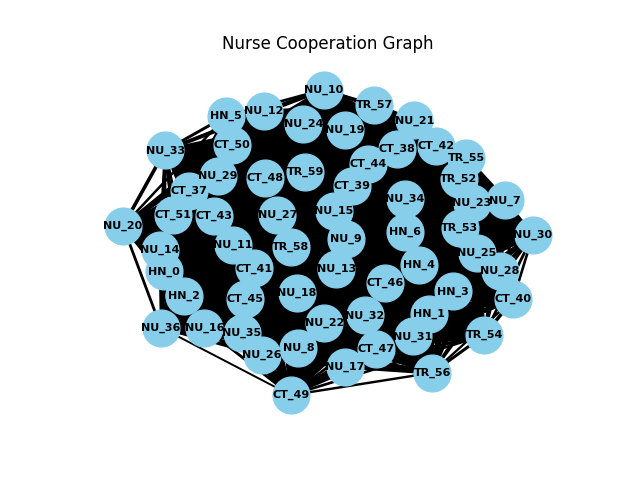 Nurse Cooperation Graph
NU_10
TR_57
HN_5
NU_12
NU_24
NU_19
NU_21
NU_33
CT_50
CT_38
CT_42
TR_55
NU_29
CT_48
TR_59
CT_44
TR_52
CT_37
CT_39
NU_34
NU_23
NU_7
NU_20
CT_51
CT_43
NU_27
NU_15
HN_6
TR_53
NU_30
NU_14
NU_11
TR_58
NU_9
NU_25
HN_0
CT_41
NU_13
HN_4
NU_28
HN_2
CT_45
NU_18
CT_46
HN_3
CT_40
NU_36
NU_16
NU_35
NU_22
NU_32
HN_1
NU_31
TR_54
NU_26
NU_8
CT_47
NU_17
TR_56
CT_49